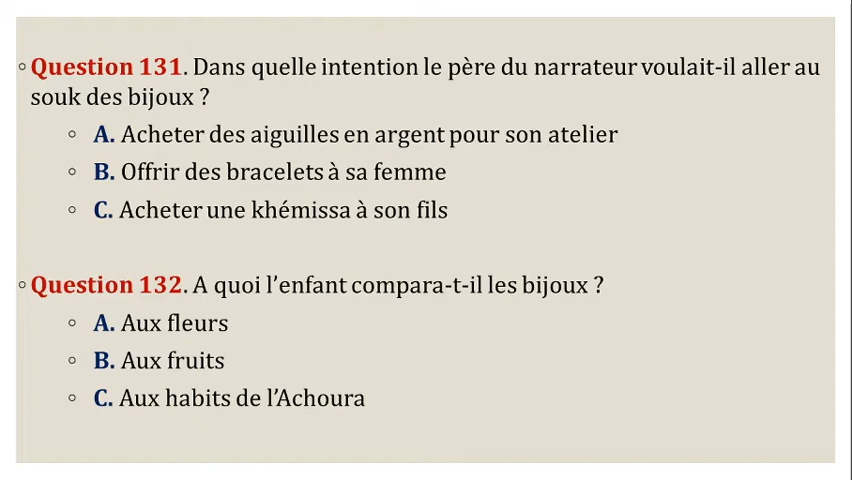 ◦ Question 131. Dans quelle intention le père du narrateur voulait-il aller au
souk des bijoux ?
◦ A. Acheter des aiguilles en argent pour son atelier
◦ B. Offrir des bracelets à sa femme
◦ C. Acheter une khémissa à son fils
◦ Question 132. A quoi l’enfant compara-t-il les bijoux ?
◦ A. Aux fleurs
◦ B. Aux fruits
◦ C. Aux habits de l’Achoura